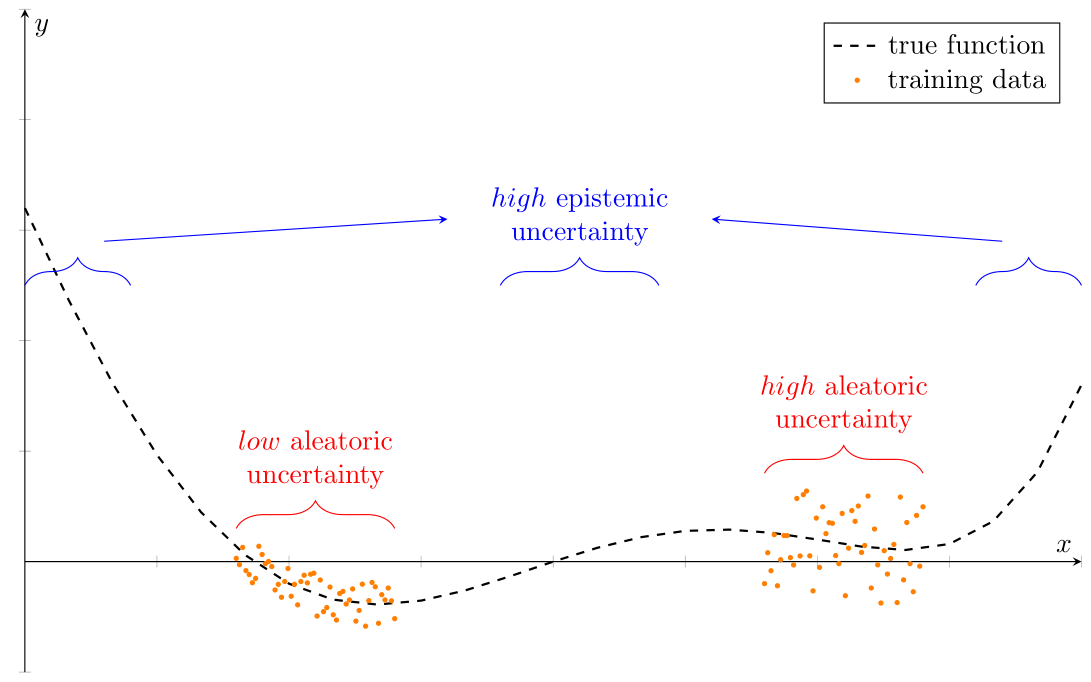 y
true function
training data
high epistemic
uncertainty
high aleatoric
uncertainty
low aleatoric
uncertainty
x